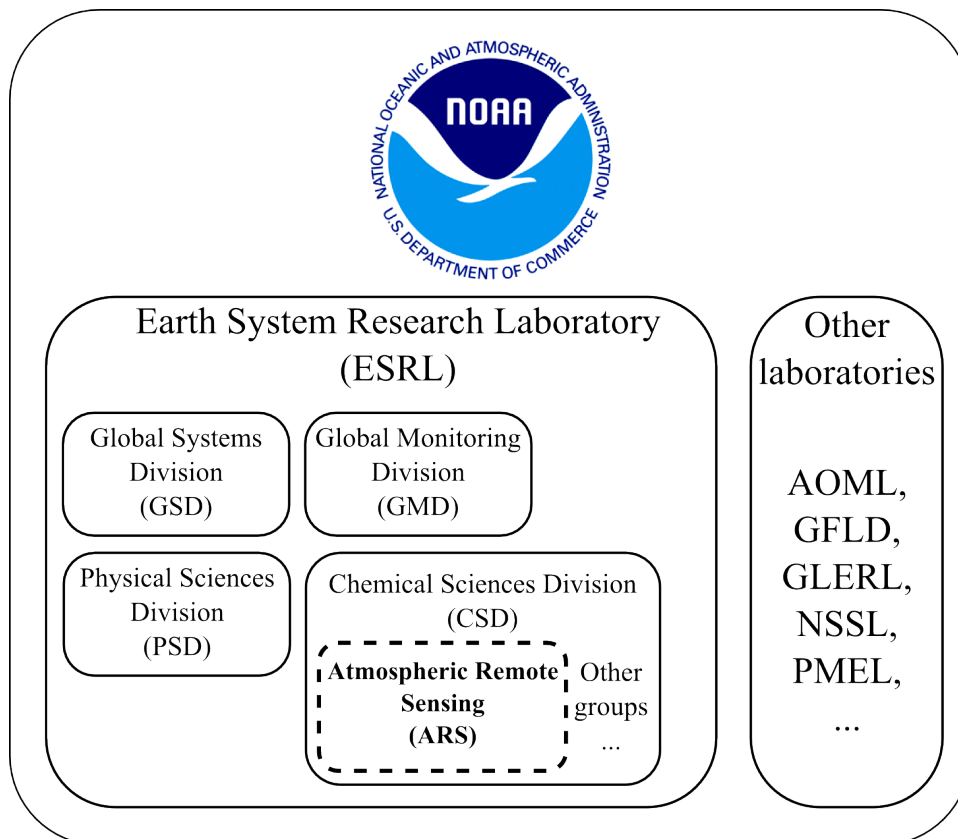 NATIONAL OCEANIC AND ATMOSPHERIC ADMINISTRATION
NOAA
U.S. DEPARTMENT OF COMMERCE
Earth System Research Laboratory
(ESRL)
Global Systems
Division
(GSD)
Global Monitoring
Division
(GMD)
Physical Sciences
Division
(PSD)
Chemical Sciences Division
(CSD)
Atmospheric Remote
Sensing
(ARS)
Other
groups
...
Other
laboratories
AOML,
GFLD,
GLERL,
NSSL,
PMEL,
...